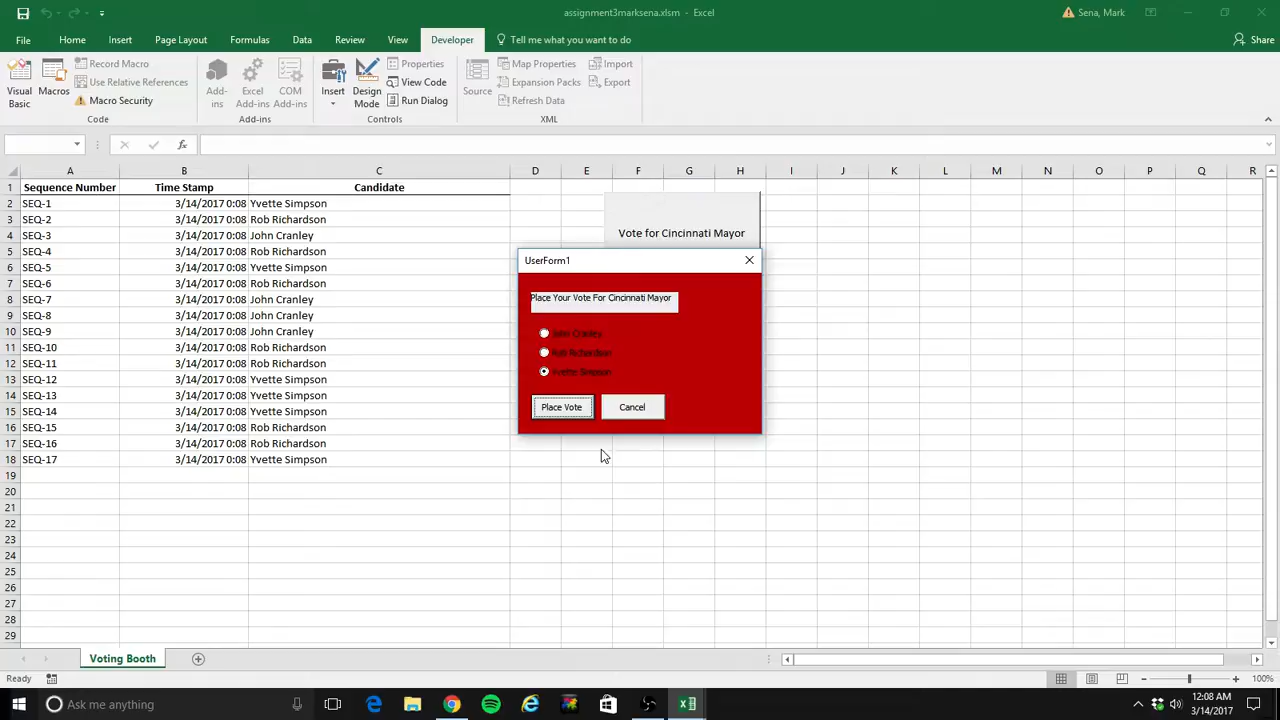 assignment3marksena.xlsm - Excel
Sena, Mark
File Home Insert Page Layout Formulas Data Review View Developer Tell me what you want to do Share
Visual Basic
Macros
Record Macro
Use Relative References
Macro Security
Code
Add-ins
Excel Add-ins
COM Add-ins
Add-ins
Insert
Design Mode
Properties
View Code
Run Dialog
Controls
Source
Map Properties
Expansion Packs
Refresh Data
Import
Export
XML
fx
A B C D E F G H I J K L M N O P Q R
1 Sequence Number Time Stamp Candidate
2 SEQ-1 3/14/2017 0:08 Yvette Simpson
3 SEQ-2 3/14/2017 0:08 Rob Richardson
4 SEQ-3 3/14/2017 0:08 John Cranley
5 SEQ-4 3/14/2017 0:08 Rob Richardson
6 SEQ-5 3/14/2017 0:08 Yvette Simpson
7 SEQ-6 3/14/2017 0:08 Rob Richardson
8 SEQ-7 3/14/2017 0:08 John Cranley
9 SEQ-8 3/14/2017 0:08 John Cranley
10 SEQ-9 3/14/2017 0:08 John Cranley
11 SEQ-10 3/14/2017 0:08 Rob Richardson
12 SEQ-11 3/14/2017 0:08 Rob Richardson
13 SEQ-12 3/14/2017 0:08 Yvette Simpson
14 SEQ-13 3/14/2017 0:08 Yvette Simpson
15 SEQ-14 3/14/2017 0:08 Yvette Simpson
16 SEQ-15 3/14/2017 0:08 Rob Richardson
17 SEQ-16 3/14/2017 0:08 Rob Richardson
18 SEQ-17 3/14/2017 0:08 Yvette Simpson
19
20
21
22
23
24
25
26
27
28
29
Vote for Cincinnati Mayor
UserForm1
Place Your Vote For Cincinnati Mayor
John Cranley
Rob Richardson
Yvette Simpson
Place Vote Cancel
Voting Booth
Ready 100%
Ask me anything
12:08 AM
3/14/2017